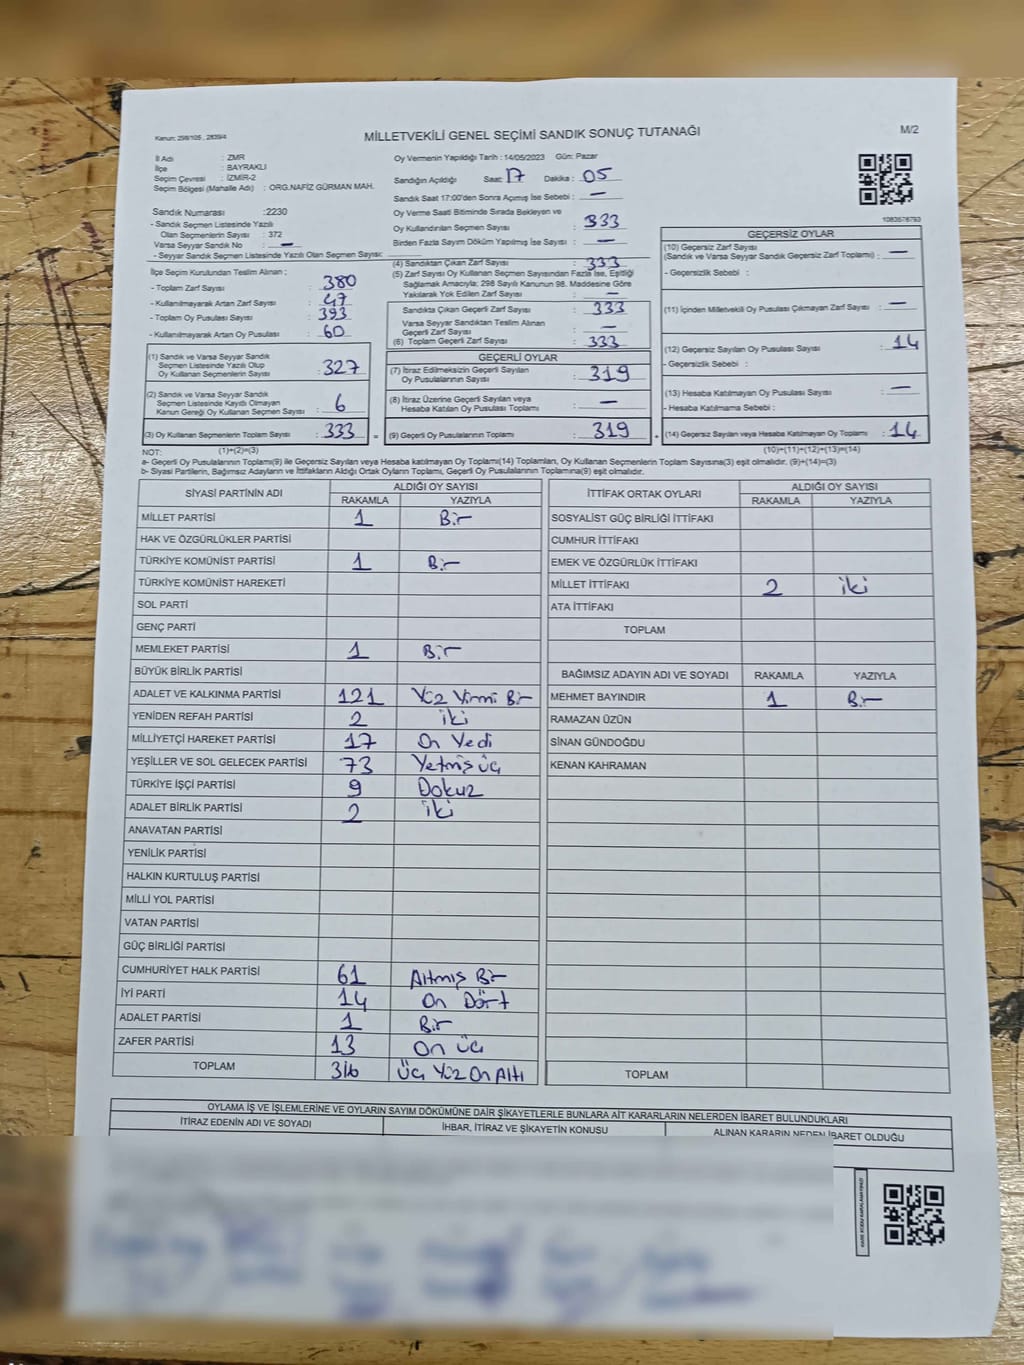 Kanun: 298/105 , 2839/4
MİLLETVEKİLİ GENEL SEÇİMİ SANDIK SONUÇ TUTANAĞI
M/2
İl Adı : ZMR
İlçe : BAYRAKLI
Seçim Çevresi : İZMİR-2
Seçim Bölgesi (Mahalle Adı) : ORG.NAFİZ GÜRMAN MAH.
Oy Vermenin Yapıldığı Tarih : 14/05/2023 Gün: Pazar
Sandığın Açıldığı Saat: 17 Dakika : 05
Sandık Saat 17:00'den Sonra Açımış İse Sebebi : —
Sandık Numarası :2230
- Sandık Seçmen Listesinde Yazılı
Olan Seçmenlerin Sayısı : 372
Varsa Seyyar Sandık No : —
- Seyyar Sandık Seçmen Listesinde Yazılı Olan Seçmen Sayısı:
Oy Verme Saati Bitiminde Sırada Bekleyen ve
Oy Kullandırılan Seçmen Sayısı : 333
Birden Fazla Sayım Döküm Yapılmış İse Sayısı : —
1083576793
İlçe Seçim Kurulundan Teslim Alınan ;
- Toplam Zarf Sayısı : 380
- Kullanılmayarak Artan Zarf Sayısı : 47
- Toplam Oy Pusulası Sayısı : 393
- Kullanılmayarak Artan Oy Pusulası : 60
(1) Sandık ve Varsa Seyyar Sandık
Seçmen Listesinde Yazılı Olup
Oy Kullanan Seçmenlerin Sayısı : 327
(2) Sandık ve Varsa Seyyar Sandık
Seçmen Listesinde Kayıtlı Olmayan
Kanun Gereği Oy Kullanan Seçmen Sayısı : 6
(3) Oy Kullanan Seçmenlerin Toplam Sayısı : 333 =
(4) Sandıktan Çıkan Zarf Sayısı : 333
(5) Zarf Sayısı Oy Kullanan Seçmen Sayısından Fazla İse, Eşitliği
Sağlamak Amacıyla; 298 Sayılı Kanunun 98. Maddesine Göre
Yakılarak Yok Edilen Zarf Sayısı : —
Sandıkta Çıkan Geçerli Zarf Sayısı : 333
Varsa Seyyar Sandıktan Teslim Alınan
Geçerli Zarf Sayısı : —
(6) Toplam Geçerli Zarf Sayısı : 333
GEÇERLİ OYLAR
(7) İtiraz Edilmeksizin Geçerli Sayılan
Oy Pusulalarının Sayısı : 319
(8) İtiraz Üzerine Geçerli Sayılan veya
Hesaba Katılan Oy Pusulası Toplamı : —
(9) Geçerli Oy Pusulalarının Toplamı : 319 +
GEÇERSİZ OYLAR
(10) Geçersiz Zarf Sayısı
(Sandık ve Varsa Seyyar Sandık Geçersiz Zarf Toplamı) : —
- Geçersizlik Sebebi :
(11) İçinden Milletvekili Oy Pusulası Çıkmayan Zarf Sayısı : —
(12) Geçersiz Sayılan Oy Pusulası Sayısı : 14
- Geçersizlik Sebebi :
(13) Hesaba Katılmayan Oy Pusulası Sayısı : —
- Hesaba Katılmama Sebebi :
(14) Geçersiz Sayılan veya Hesaba Katılmayan Oy Toplamı : 14
NOT: (1)+(2)=(3) (10)+(11)+(12)+(13)=(14)
a- Geçerli Oy Pusulalarının Toplamı(9) ile Geçersiz Sayılan veya Hesaba katılmayan Oy Toplamı(14) Toplamları, Oy Kullanan Seçmenlerin Toplam Sayısına(3) eşit olmalıdır. (9)+(14)=(3)
b- Siyasi Partilerin, Bağımsız Adayların ve İttifakların Aldığı Ortak Oyların Toplamı, Geçerli Oy Pusulalarının Toplamına(9) eşit olmalıdır.
SİYASİ PARTİNİN ADI ALDIĞI OY SAYISI
RAKAMLA YAZIYLA
MİLLET PARTİSİ 1 Bir
HAK VE ÖZGÜRLÜKLER PARTİSİ
TÜRKİYE KOMÜNİST PARTİSİ 1 Bir
TÜRKİYE KOMÜNİST HAREKETİ
SOL PARTİ
GENÇ PARTİ
MEMLEKET PARTİSİ 1 Bir
BÜYÜK BİRLİK PARTİSİ
ADALET VE KALKINMA PARTİSİ 121 Yüz Yirmi Bir
YENİDEN REFAH PARTİSİ 2 iki
MİLLİYETÇİ HAREKET PARTİSİ 17 On Yedi
YEŞİLLER VE SOL GELECEK PARTİSİ 73 Yetmiş üç
TÜRKİYE İŞÇİ PARTİSİ 9 Dokuz
ADALET BİRLİK PARTİSİ 2 iki
ANAVATAN PARTİSİ
YENİLİK PARTİSİ
HALKIN KURTULUŞ PARTİSİ
MİLLİ YOL PARTİSİ
VATAN PARTİSİ
GÜÇ BİRLİĞİ PARTİSİ
CUMHURİYET HALK PARTİSİ 61 Altmış Bir
İYİ PARTİ 14 On Dört
ADALET PARTİSİ 1 Bir
ZAFER PARTİSİ 13 On üç
TOPLAM 316 Üç Yüz On Altı
İTTİFAK ORTAK OYLARI ALDIĞI OY SAYISI
RAKAMLA YAZIYLA
SOSYALİST GÜÇ BİRLİĞİ İTTİFAKI
CUMHUR İTTİFAKI
EMEK VE ÖZGÜRLÜK İTTİFAKI
MİLLET İTTİFAKI 2 iki
ATA İTTİFAKI
TOPLAM
BAĞIMSIZ ADAYIN ADI VE SOYADI RAKAMLA YAZIYLA
MEHMET BAYINDIR 1 Bir
RAMAZAN ÜZÜN
SİNAN GÜNDOĞDU
KENAN KAHRAMAN
TOPLAM
OYLAMA İŞ VE İŞLEMLERİNE VE OYLARIN SAYIM DÖKÜMÜNE DAİR ŞİKAYETLERLE BUNLARA AİT KARARLARIN NELERDEN İBARET BULUNDUKLARI
İTİRAZ EDENİN ADI VE SOYADI İHBAR, İTİRAZ VE ŞİKAYETİN KONUSU ALINAN KARARIN NEDEN İBARET OLDUĞU